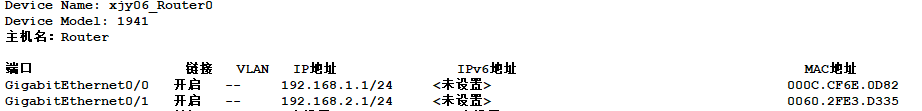 Device Name: xjy06_Router0
Device Model: 1941
主机名: Router
端口 链接 VLAN IP地址 IPv6地址 MAC地址
GigabitEthernet0/0 开启 -- 192.168.1.1/24 <未设置> 000C.CF6E.0D82
GigabitEthernet0/1 开启 -- 192.168.2.1/24 <未设置> 0060.2FE3.D335